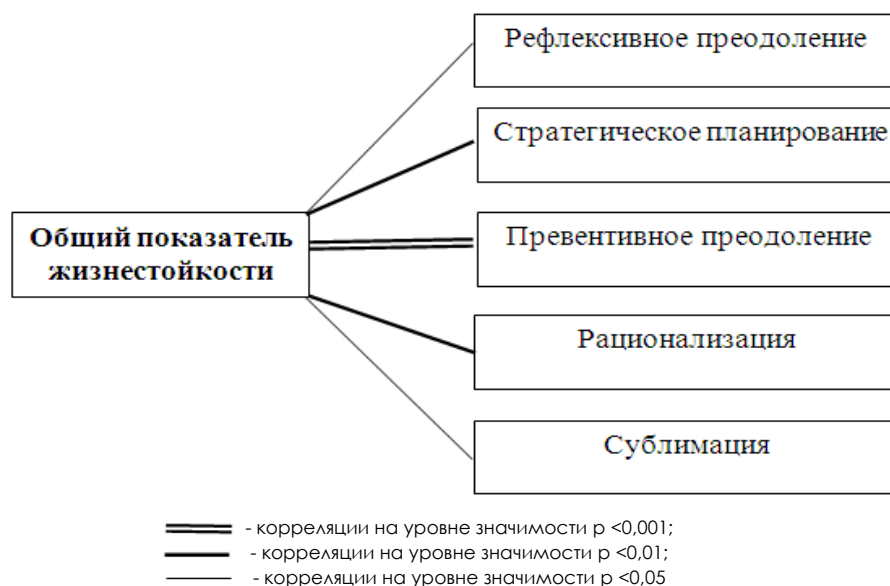 Рефлексивное преодоление
Стратегическое планирование
Общий показатель
жизнестойкости
Превентивное преодоление
Рационализация
Сублимация
- корреляции на уровне значимости p <0,001;
- корреляции на уровне значимости p <0,01;
- корреляции на уровне значимости p <0,05